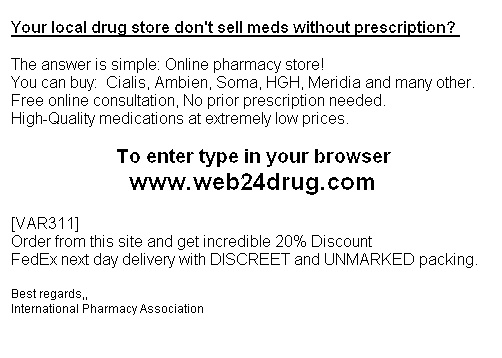 Your local drug store don't sell meds without prescription?
The answer is simple: Online pharmacy store!
You can buy:  Cialis, Ambien, Soma, HGH, Meridia and many other.
Free online consultation, No prior prescription needed.
High-Quality medications at extremely low prices.
To enter type in your browser
www.web24drug.com
[VAR311]
Order from this site and get incredible 20% Discount
FedEx next day delivery with DISCREET and UNMARKED packing.
Best regards,,
International Pharmacy Association